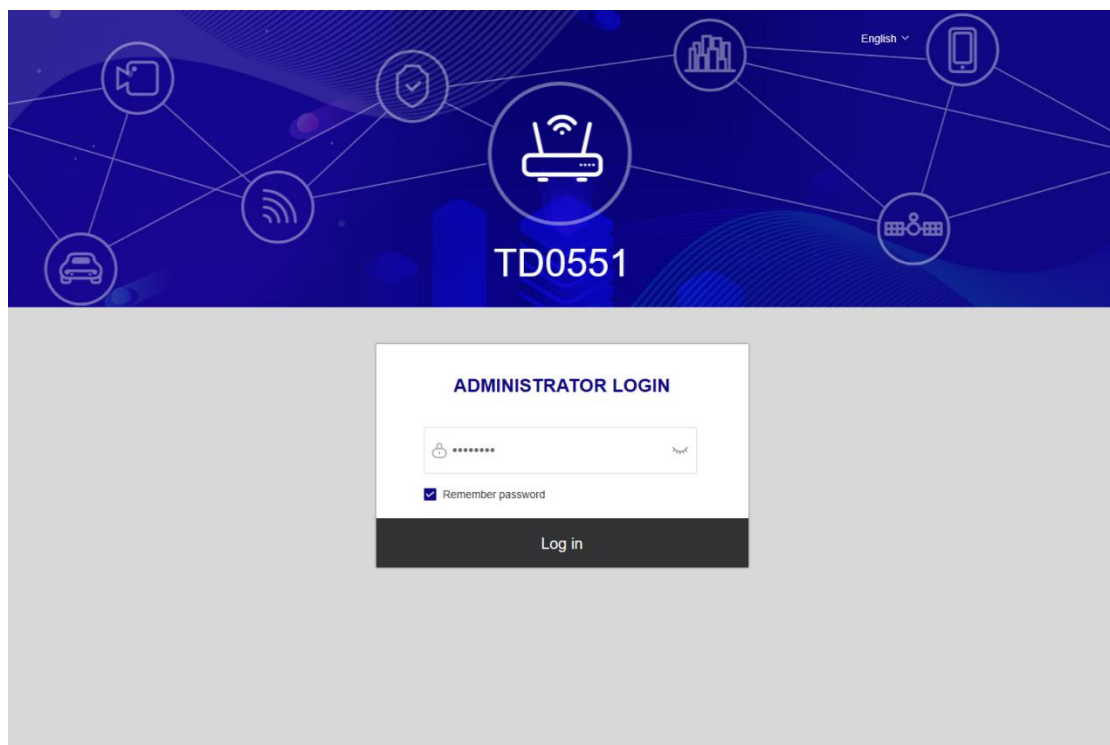 English
TD0551
ADMINISTRATOR LOGIN
••••••••
Remember password
Log in